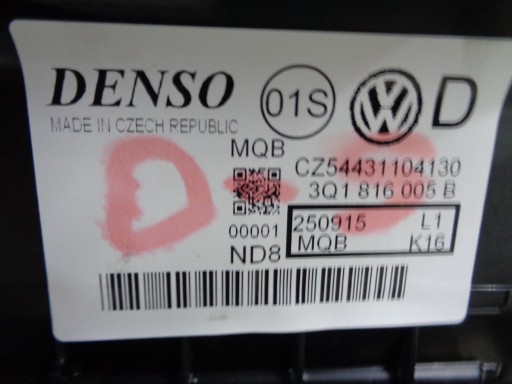 DENSO
01S
D
MADE IN CZECH REPUBLIC
MQB
CZ54431104130
3Q1 816 005 B
D
00001
250915 L1
MQB K16
ND8